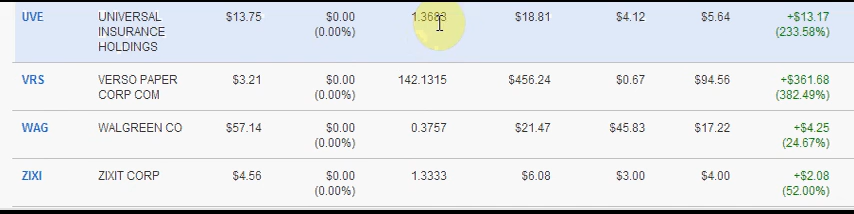 UVE UNIVERSAL $13.75 $0.00 1.3683 $18.81 $4.12 $5.64 +$13.17
INSURANCE (0.00%) (233.58%)
HOLDINGS
VRS VERSO PAPER $3.21 $0.00 142.1315 $456.24 $0.67 $94.56 +$361.68
CORP COM (0.00%) (382.49%)
WAG WALGREEN CO $57.14 $0.00 0.3757 $21.47 $45.83 $17.22 +$4.25
(0.00%) (24.67%)
ZIXI ZIXIT CORP $4.56 $0.00 1.3333 $6.08 $3.00 $4.00 +$2.08
(0.00%) (52.00%)